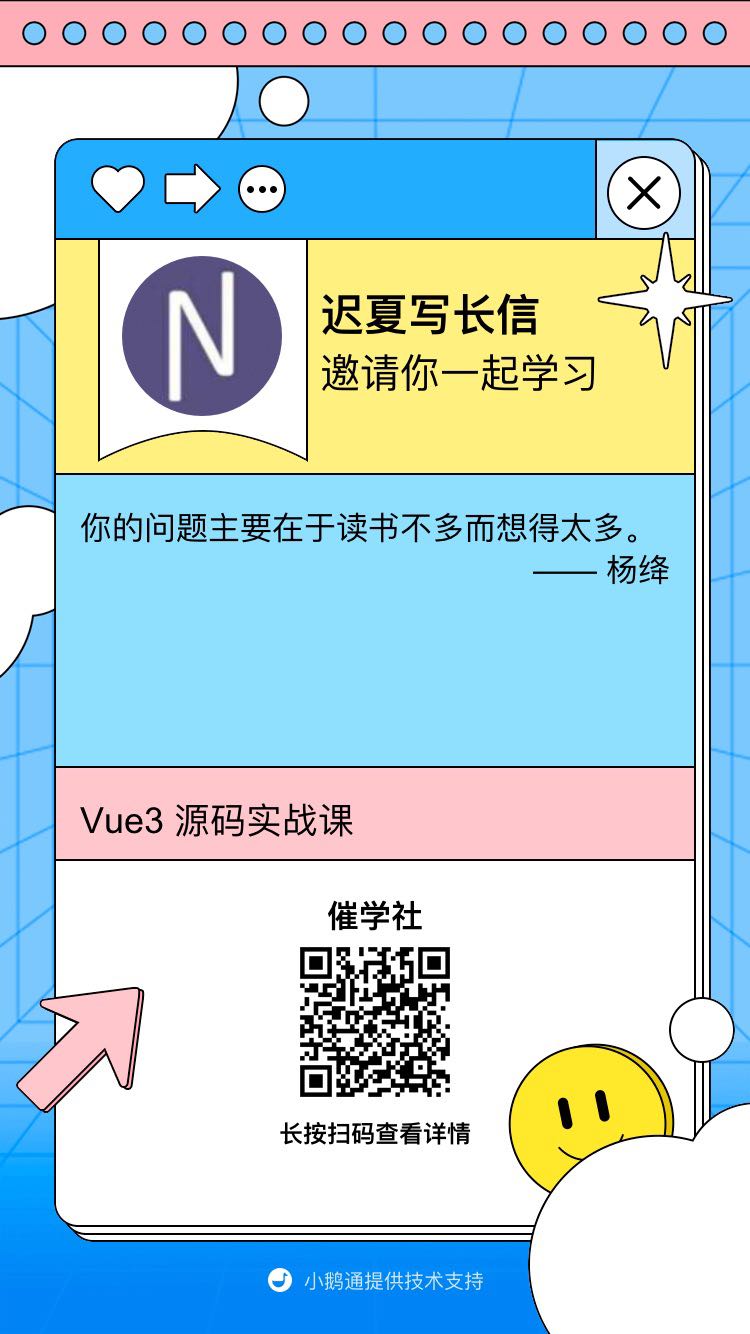 N
迟夏写长信
邀请你一起学习
你的问题主要在于读书不多而想得太多。
—— 杨绛
Vue3 源码实战课
催学社
长按扫码查看详情
小鹅通提供技术支持